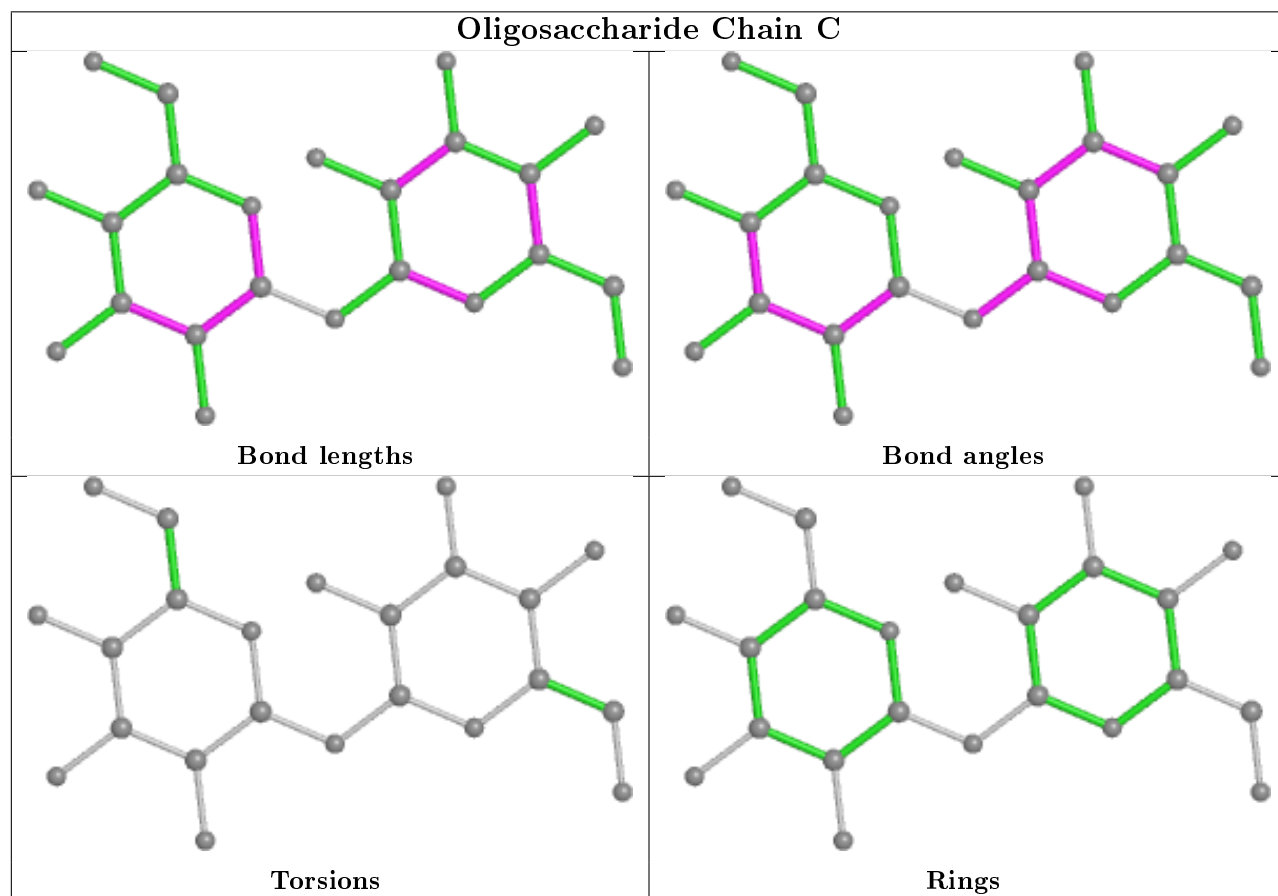 Oligosaccharide Chain C
Bond lengths
Bond angles
Torsions
Rings